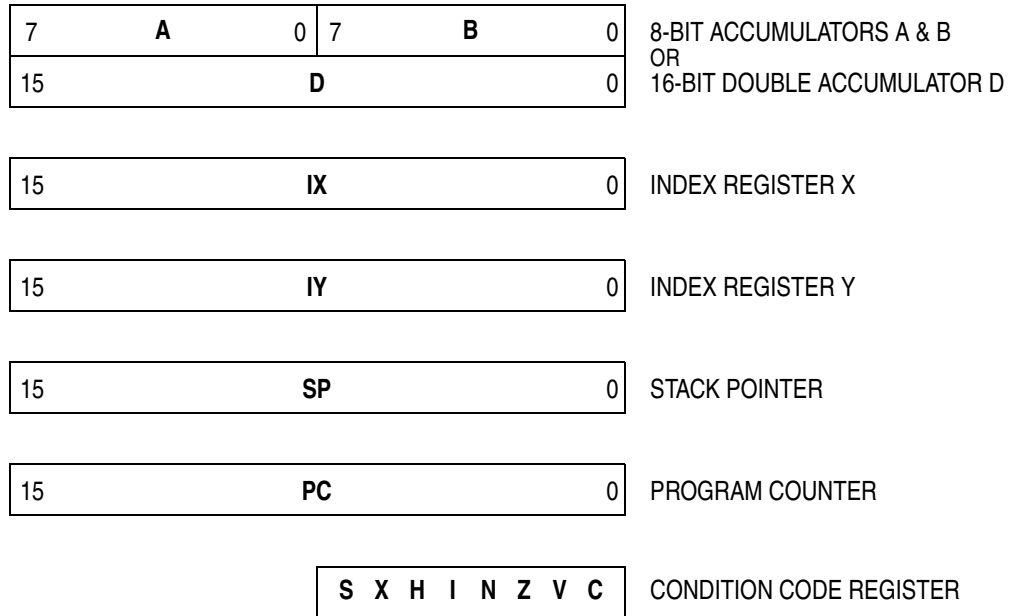 7 A 0 7 B 0 8-BIT ACCUMULATORS A & B
OR
15 D 0 16-BIT DOUBLE ACCUMULATOR D
15 IX 0 INDEX REGISTER X
15 IY 0 INDEX REGISTER Y
15 SP 0 STACK POINTER
15 PC 0 PROGRAM COUNTER
S X H I N Z V C CONDITION CODE REGISTER